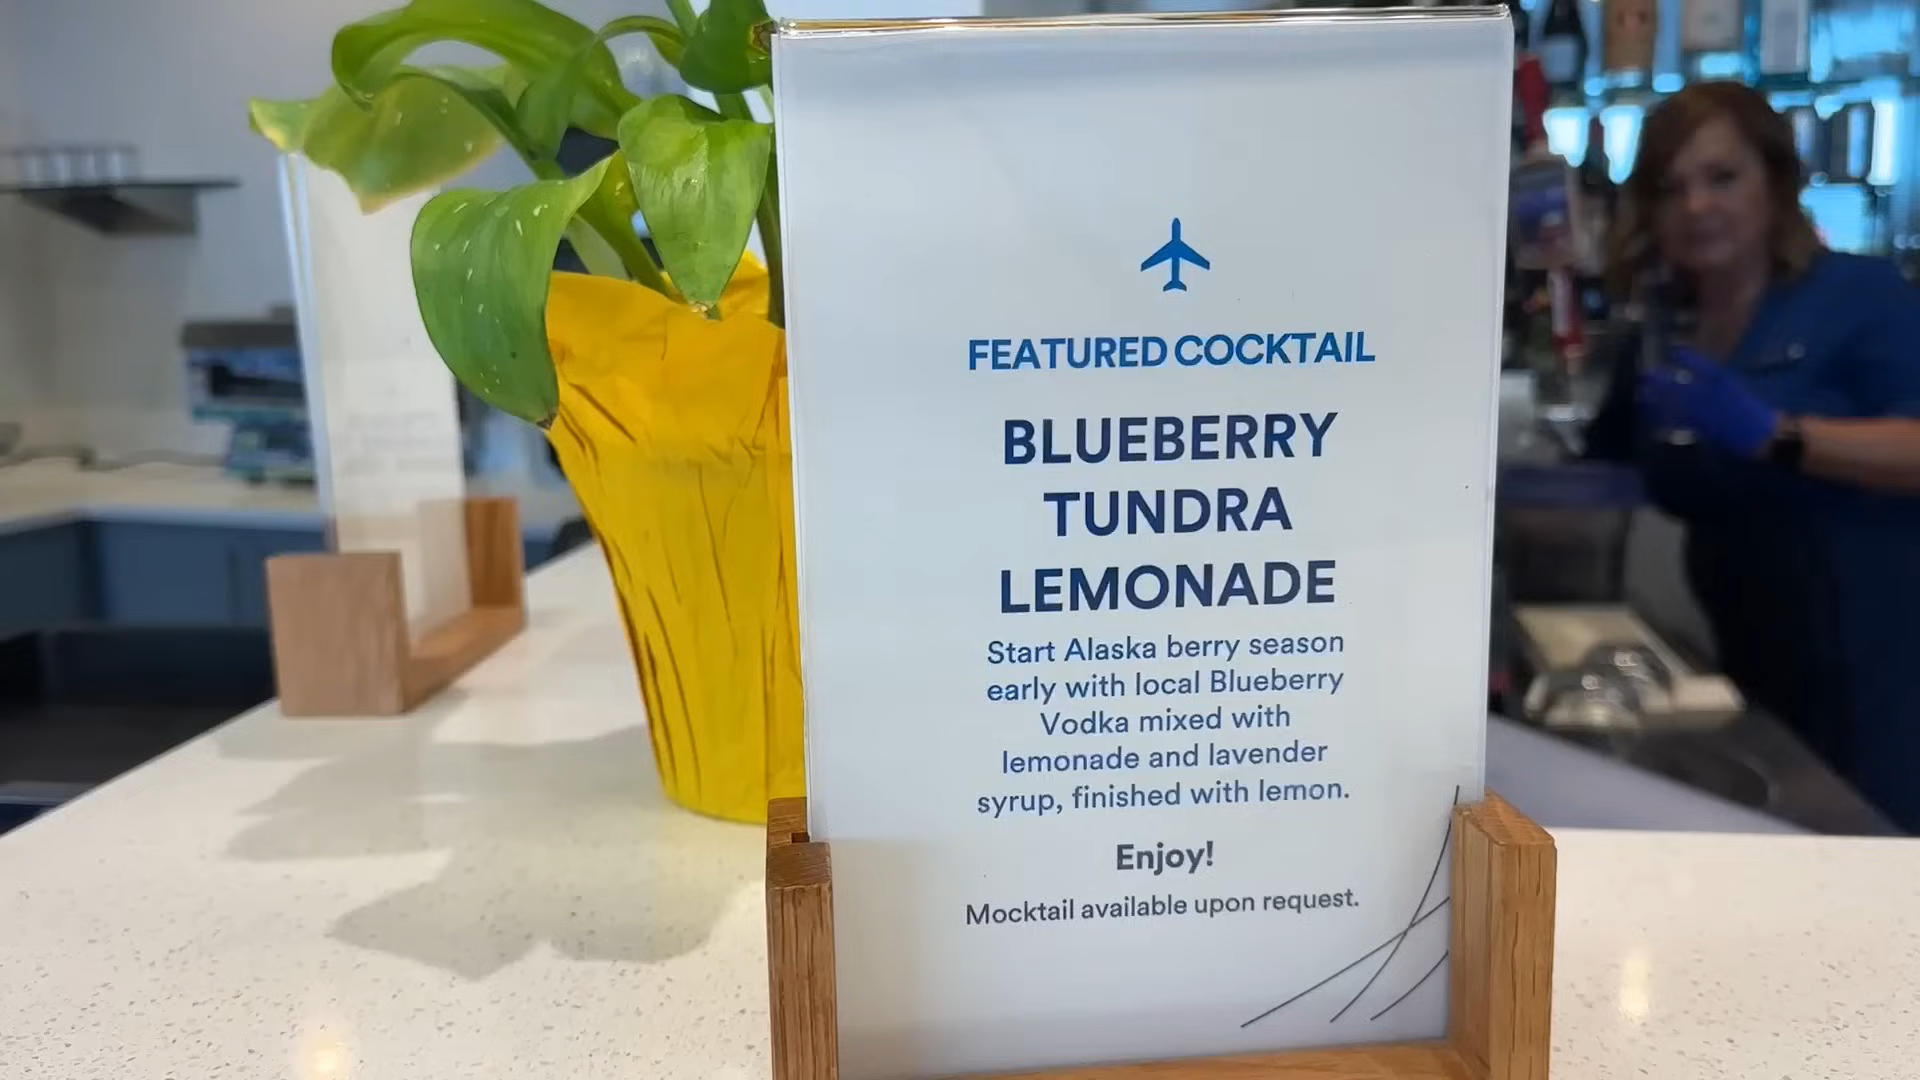 FEATURED COCKTAIL
BLUEBERRY
TUNDRA
LEMONADE
Start Alaska berry season
early with local Blueberry
Vodka mixed with
lemonade and lavender
syrup, finished with lemon.
Enjoy!
Mocktail available upon request.